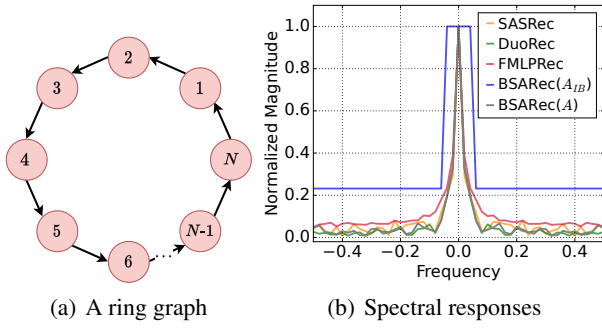 1
2
3
4
5
6
...
N-1
N
(a) A ring graph
Normalized Magnitude
1.0
0.8
0.6
0.4
0.2
0.0
−0.4
−0.2
0.0
0.2
0.4
Frequency
SASRec
DuoRec
FMLPRec
BSARec(A_IB)
BSARec(A)
(b) Spectral responses